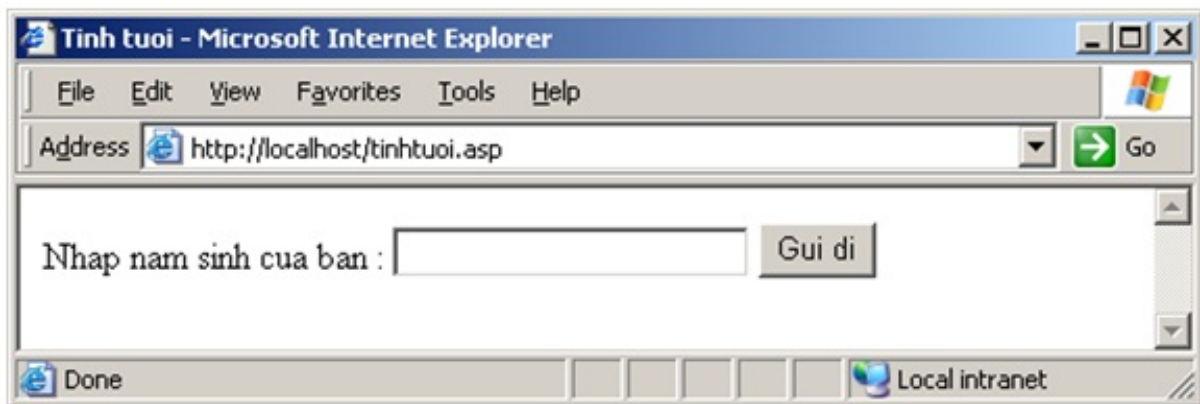 Tinh tuoi - Microsoft Internet Explorer
File Edit View Favorites Tools Help
Address http://localhost/tinhtuoi.asp Go
Nhap nam sinh cua ban : Gui di
Done Local intranet